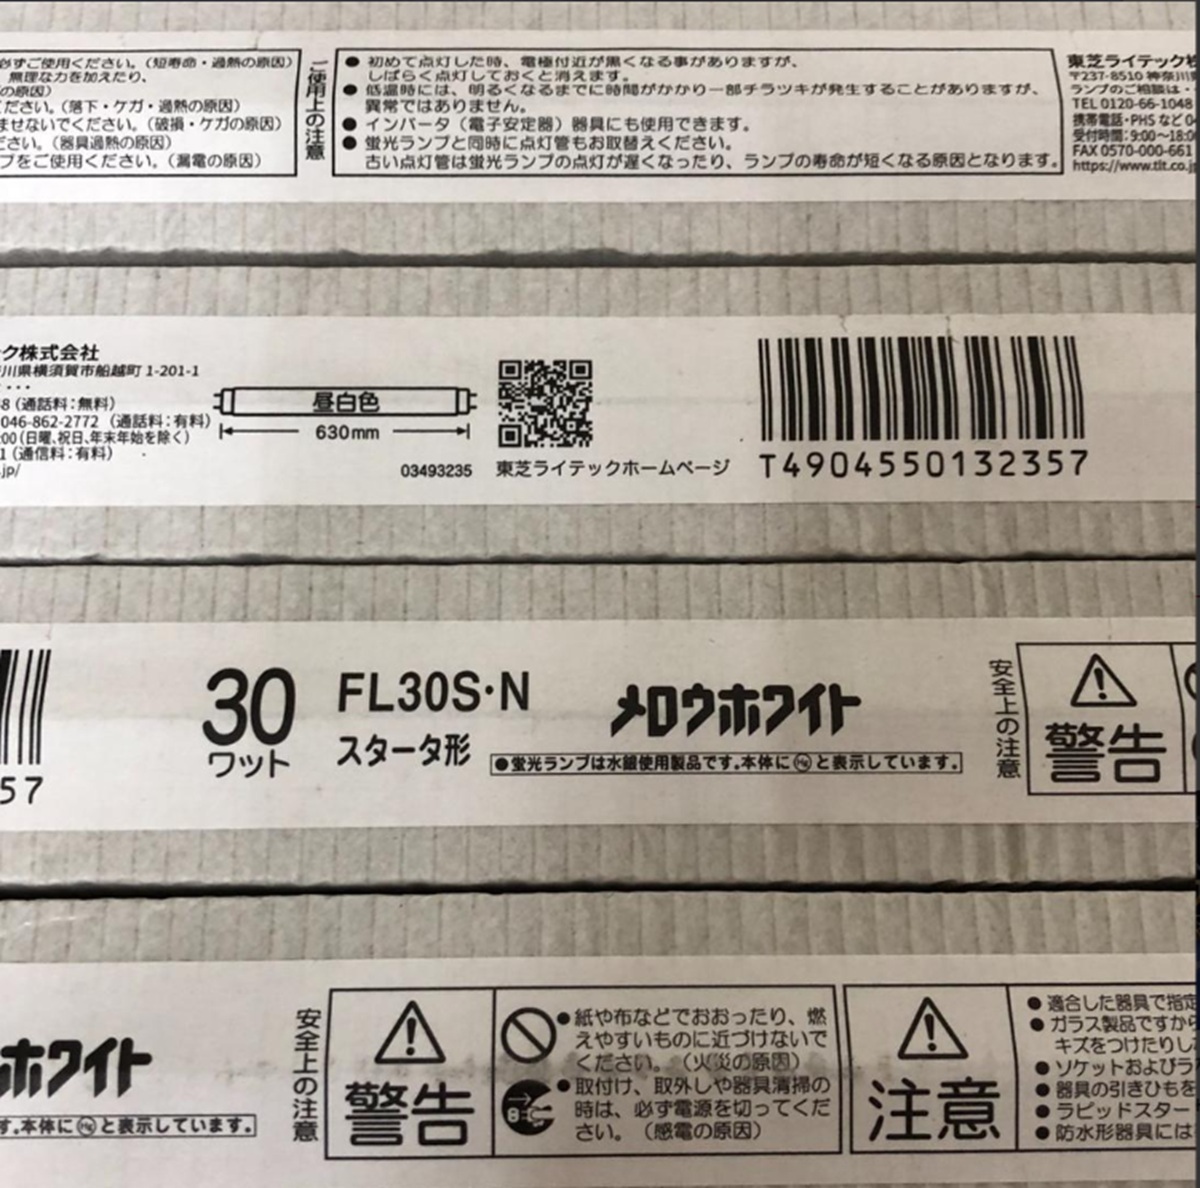 必ずご使用ください。(短寿命・過熱の原因)
無理な力を加えたり、
の原因)
ください。(落下・ケガ・過熱の原因)
ませないでください。(破損・ケガの原因)
ださい。(器具過熱の原因)
プをご使用ください。(漏電の原因)
ご使用上の注意
● 初めて点灯した時、電極付近が黒くなる事がありますが、
しばらく点灯しておくと消えます。
● 低温時には、明るくなるまでに時間がかかり一部チラツキが発生することがありますが、
異常ではありません。
● インバータ(電子安定器)器具にも使用できます。
● 蛍光ランプと同時に点灯管もお取替えください。
古い点灯管は蛍光ランプの点灯が遅くなったり、ランプの寿命が短くなる原因となります。
東芝ライテック株
〒237-8510 神奈川
ランプのご相談は・
TEL 0120-66-1048
携帯電話・PHS など 04
受付時間:9:00~18:0
FAX 0570-000-661
https://www.tlt.co.j
ク株式会社
川県横須賀市船越町 1-201-1
・・・
8(通話料:無料)
046-862-2772 (通話料:有料)
:00(日曜、祝日、年末年始を除く)
1(通信料:有料)
.jp/
昼白色
630mm
03493235
東芝ライテックホームページ
T4904550132357
57
30
ワット
FL30S・N
スタータ形
メロウホワイト
●蛍光ランプは水銀使用製品です。本体にHgと表示しています。
安全上の注意
警告
ホワイト
す。本体にHgと表示しています。
安全上の注意
警告
●紙や布などでおおったり、燃
えやすいものに近づけないで
ください。(火災の原因)
●取付け、取外しや器具清掃の
時は、必ず電源を切ってくだ
さい。(感電の原因)
注意
● 適合した器具で指定
● ガラス製品ですから
キズをつけたりし
● ソケットおよびラ
● 器具の引きひもを
● ラピッドスター
● 防水形器具には